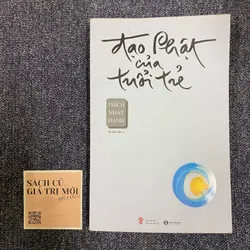 đạo Phật
của
tuổi trẻ
THÍCH
NHẤT
HẠNH
SÁCH CŨ
GIÁ TRỊ MỚI